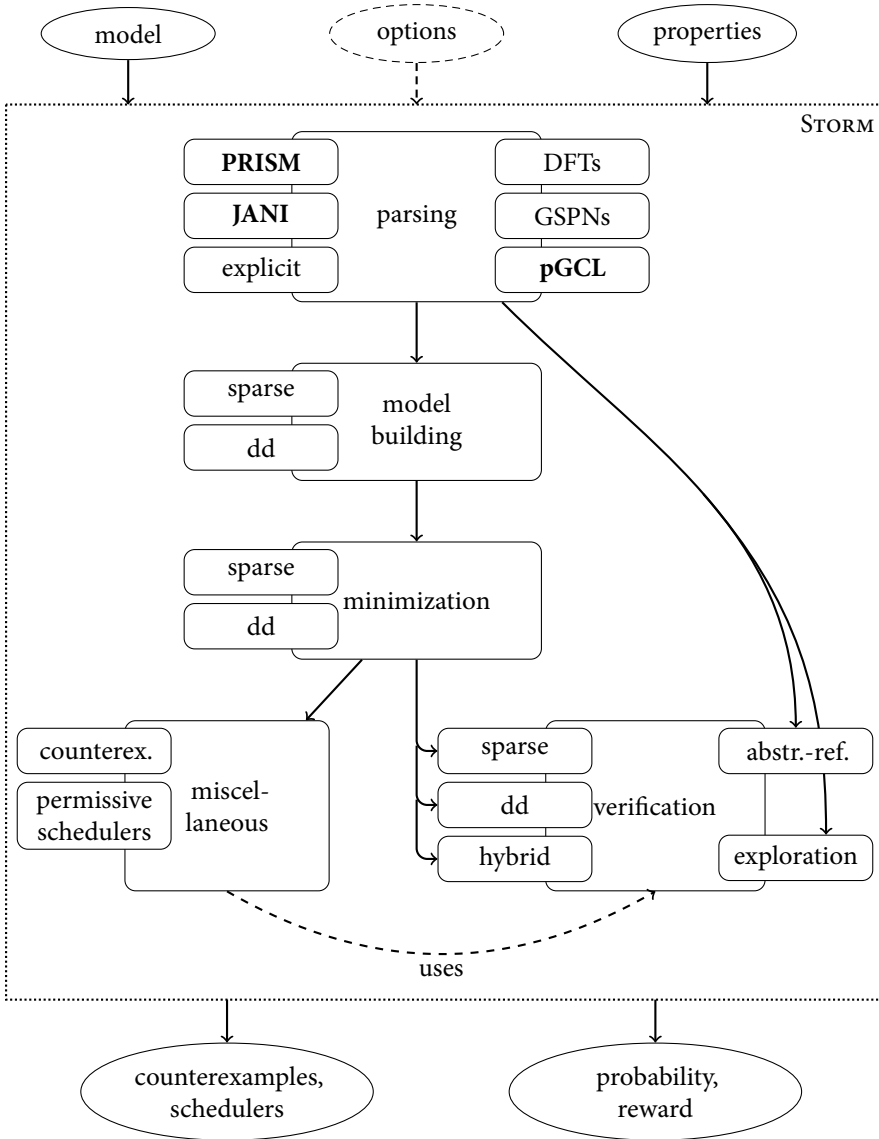 model
options
properties
STORM
PRISM
JANI
explicit
parsing
DFTs
GSPNs
pGCL
sparse
dd
model
building
sparse
dd
minimization
counterex.
permissive
schedulers
miscel-
laneous
sparse
dd
hybrid
verification
abstr.-ref.
exploration
uses
counterexamples,
schedulers
probability,
reward